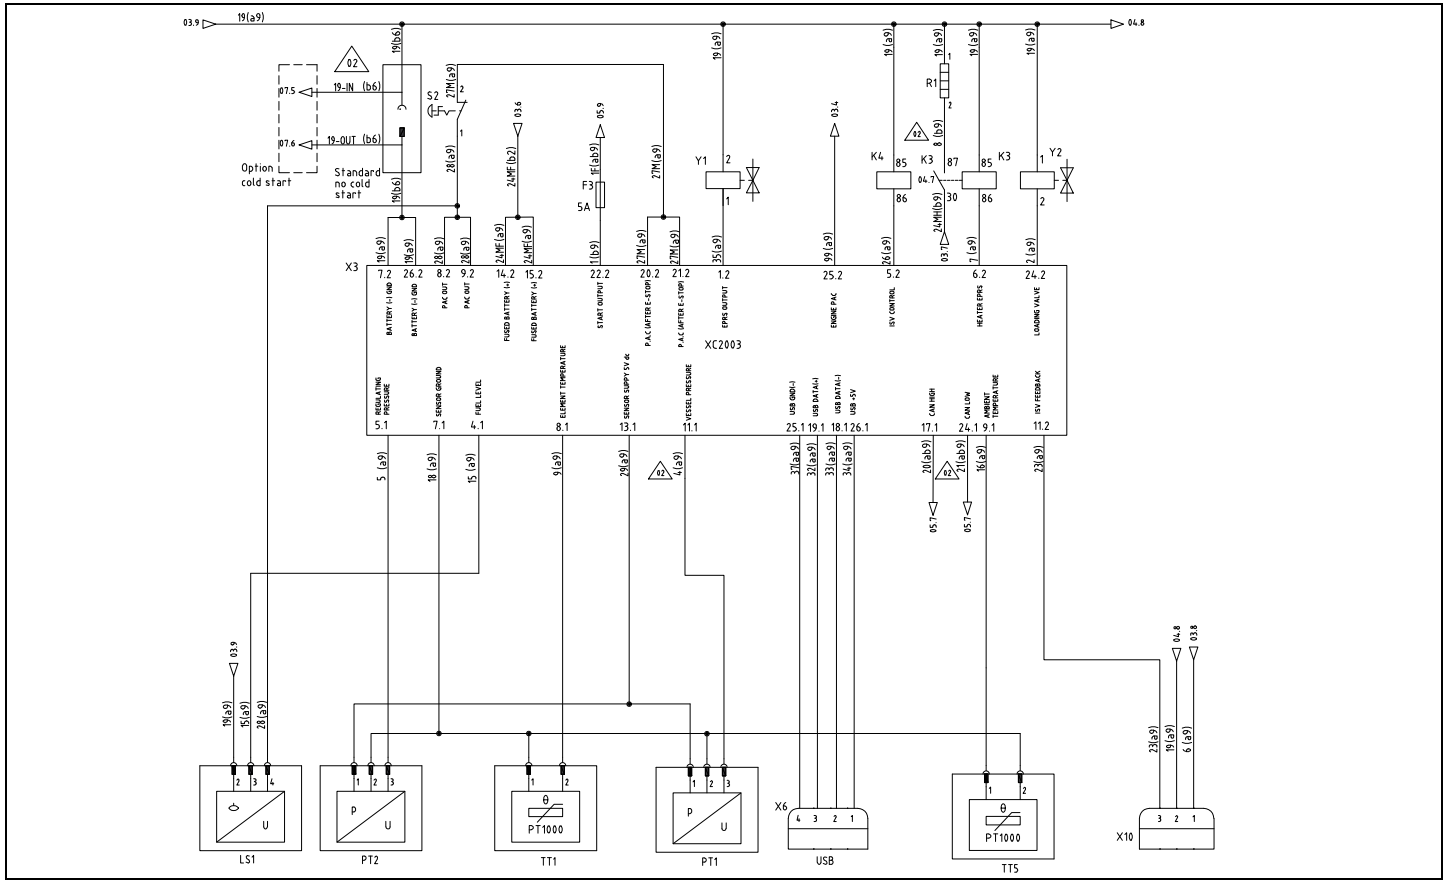 03.9
19(a9)
04.8
19(b6)
02
07.5
19-IN (b6)
07.6
19-OUT (b6)
Option
cold start
Standard
no cold
start
19(b6)
27M(a9)
S2
2
1
28(a9)
03.6
24MF(b2)
05.9
1F(ab9)
F3
5A
27M(a9)
19(a9)
Y1
2
1
03.4
19(a9)
K4
85
86
19(a9)
1
R1
2
8 (b9)
02
K3
87
04.7
30
24MH(b9)
03.7
19(a9)
85
K3
86
19(a9)
1
Y2
2
19(a9)
19(a9)
28(a9)
28(a9)
24MF(a9)
24MF(a9)
1(b9)
27M(a9)
27M(a9)
35(a9)
99(a9)
26(a9)
7 (a9)
2 (a9)
X3
7.2
26.2
8.2
9.2
14.2
15.2
22.2
20.2
21.2
1.2
25.2
5.2
6.2
24.2
BATTERY (-) GND
BATTERY (-) GND
PAC OUT
PAC OUT
FUSED BATTERY (+)
FUSED BATTERY (+)
START OUTPUT
P.A.C (AFTER E-STOP)
P.A.C (AFTER E-STOP)
EPRS OUTPUT
ENGINE PAC
ISV CONTROL
HEATER EPRS
LOADING VALVE
XC2003
REGULATING
PRESSURE
SENSOR GROUND
FUEL LEVEL
ELEMENT TEMPERATURE
SENSOR SUPPY 5V dc
VESSEL PRESSURE
USB GND(-)
USB DATA(+)
USB DATA(-)
USB +5V
CAN HIGH
CAN LOW
AMBIENT
TEMPERATURE
ISV FEEDBACK
5.1
7.1
4.1
8.1
13.1
11.1
25.1
19.1
18.1
26.1
17.1
24.1
9.1
11.2
5 (a9)
18 (a9)
15 (a9)
9(a9)
29(a9)
02
4(a9)
37(aa9)
32(aa9)
33(aa9)
34(aa9)
20(ab9)
02
21(ab9)
16(a9)
23(a9)
05.7
05.7
03.9
19(a9)
15(a9)
28(a9)
04.8
03.8
23(a9)
19(a9)
6 (a9)
2
3
4
U
LS1
1
2
3
P
U
PT2
1
2
θ
PT1000
TT1
1
2
3
P
U
PT1
X6
4
3
2
1
USB
1
2
θ
PT1000
TT5
X10
3
2
1